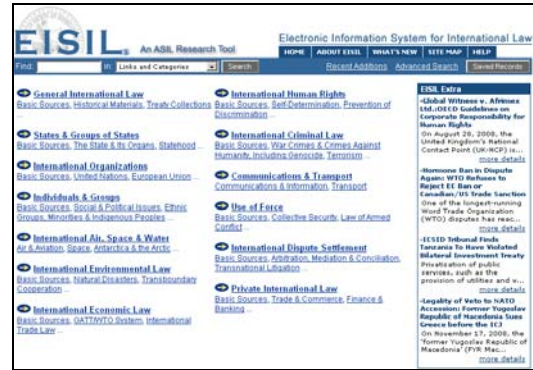 EISIL
An ASIL Research Tool
Electronic Information System for International Law
HOME ABOUT EISIL WHAT'S NEW SITE MAP HELP
Find: in: Links and Categories Search Recent Additions Advanced Search Saved Records
General International Law
Basic Sources, Historical Materials, Treaty Collections
...
States & Groups of States
Basic Sources, The State & Its Organs, Statehood ...
International Organizations
Basic Sources, United Nations, European Union ...
Individuals & Groups
Basic Sources, Social & Political Issues, Ethnic
Groups, Minorities & Indigenous Peoples ...
International Air, Space & Water
Air & Aviation, Space, Antarctica & the Arctic ...
International Environmental Law
Basic Sources, Natural Disasters, Transboundary
Cooperation ...
International Economic Law
Basic Sources, GATT/WTO System, International
Trade Law ...
International Human Rights
Basic Sources, Self-Determination, Prevention of
Discrimination ...
International Criminal Law
Basic Sources, War Crimes & Crimes Against
Humanity, Including Genocide, Terrorism ...
Communications & Transport
Communications & Information, Transport
Use of Force
Basic Sources, Collective Security, Law of Armed
Conflict ...
International Dispute Settlement
Basic Sources, Arbitration, Mediation & Conciliation,
Transnational Litigation ...
Private International Law
Basic Sources, Trade & Commerce, Finance &
Banking ...
EISIL Extra
-Global Witness v. Afrimex
Ltd.:OECD Guidelines on
Corporate Responsibility for
Human Rights
On August 28, 2008, the
United Kingdom's National
Contact Point (UK-NCP) is...
more details
-Hormone Ban in Dispute
Again: WTO Refuses to
Reject EC Ban or
Canadian/US Trade Sanction
One of the longest-running
Word Trade Organization
(WTO) disputes has reac...
more details
-ICSID Tribunal Finds
Tanzania To Have Violated
Bilateral Investment Treaty
Privatisation of public
services, such as the
provision of utilities and w...
more details
-Legality of Veto to NATO
Accession: Former Yugoslav
Republic of Macedonia Sues
Greece before the ICJ
On November 17, 2008, the
'former Yugoslav Republic of
Macedonia' (FYR Mac...
more details